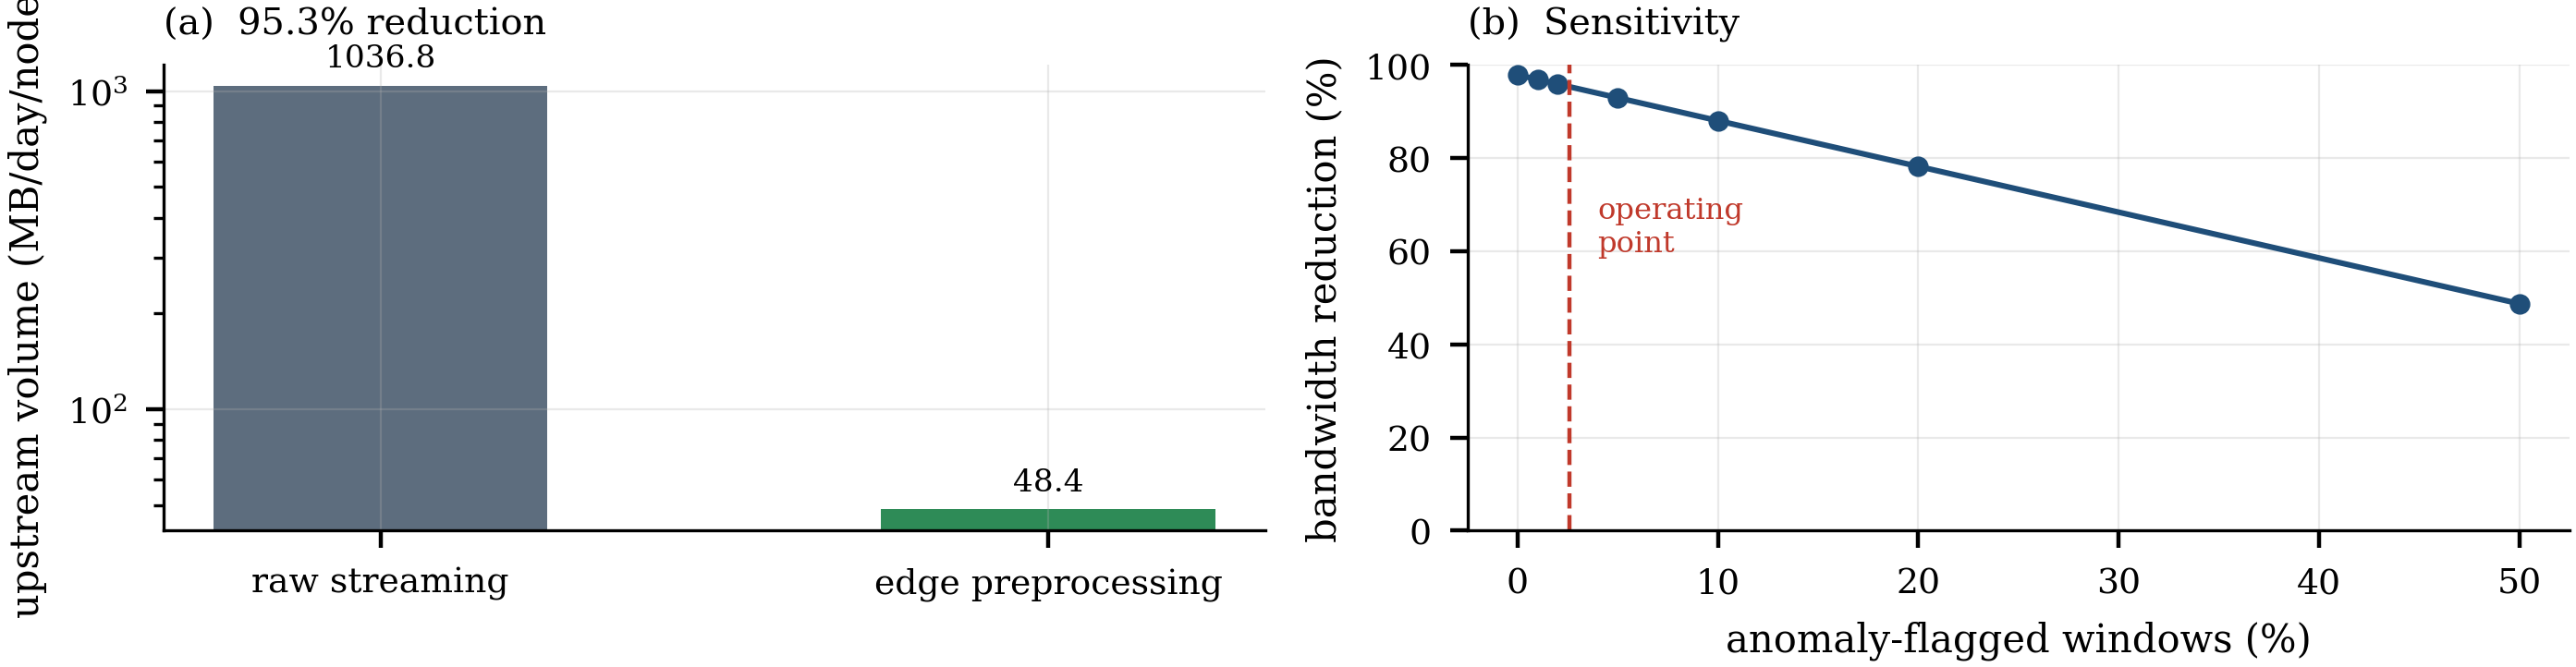 (a) 95.3% reduction
upstream volume (MB/day/node
10³
10²
1036.8
48.4
raw streaming
edge preprocessing
(b) Sensitivity
bandwidth reduction (%)
100
80
60
40
20
0
operating
point
0 10 20 30 40 50
anomaly-flagged windows (%)